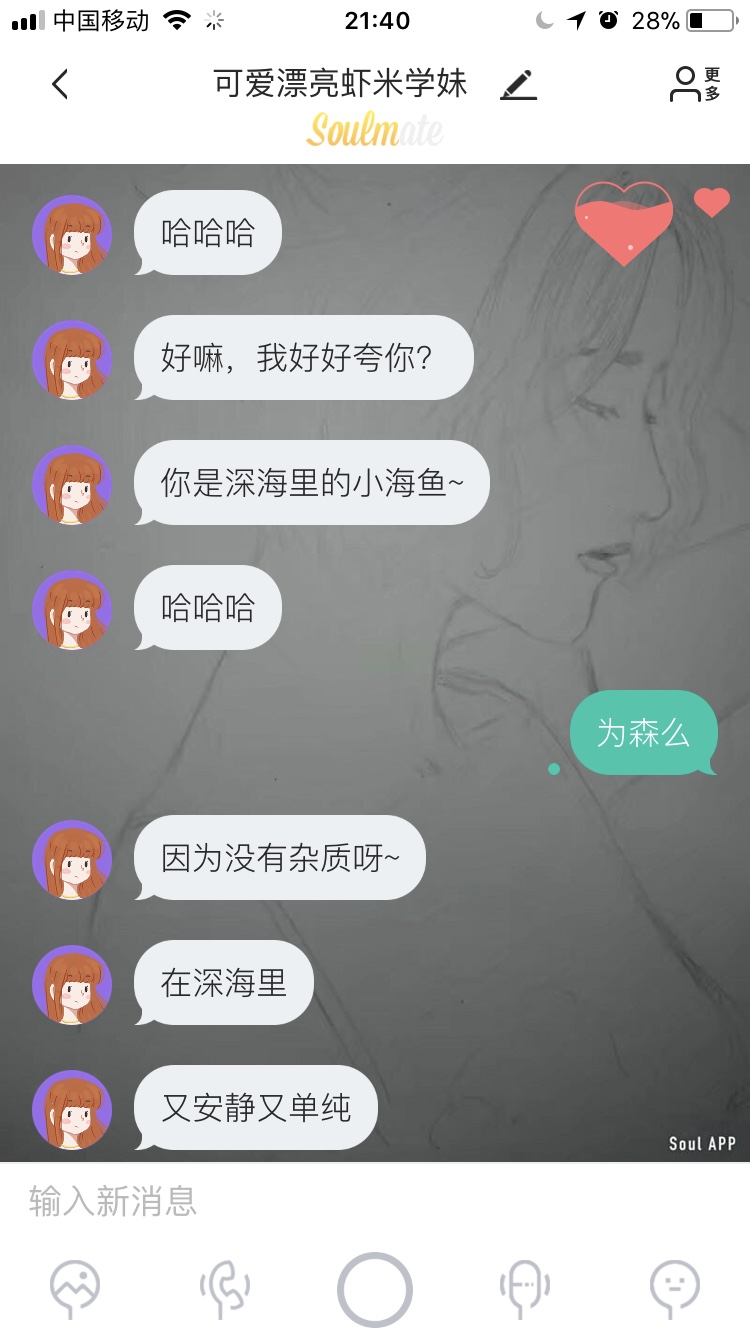 中国移动 21:40 28%
可爱漂亮虾米学妹 更多
Soulmate
哈哈哈
好嘛，我好好夸你？
你是深海里的小海鱼~
哈哈哈
为森么
因为没有杂质呀~
在深海里
又安静又单纯
Soul APP
输入新消息